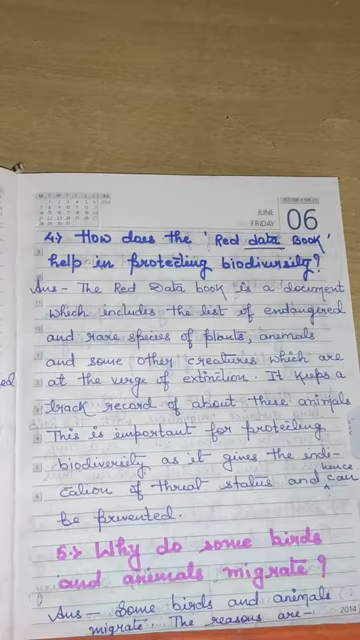 JUNE
FRIDAY
06
4.> How does the 'Red data Book'
help in protecting biodiversity?
Ans - The Red Data book is a document
which includes the list of endangered
and rare species of plants, animals
and some other creatures which are
at the verge of extinction. It keeps a
track record of about these animals
This is important for protecting
biodiversity as it gives the indi-
cation of threat status and hence can
be prevented.
5.> Why do some birds
and animals migrate?
Ans - Some birds and animals
migrate. The reasons are -
2014